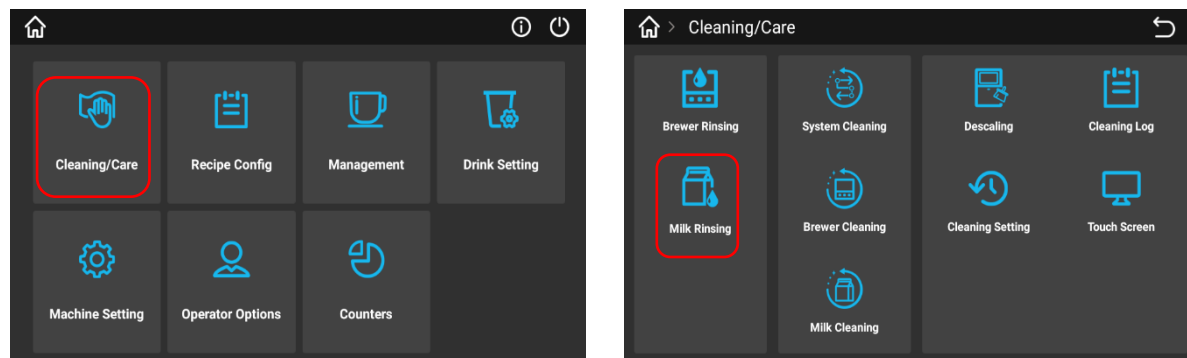 Cleaning/Care
Recipe Config
Management
Drink Setting
Machine Setting
Operator Options
Counters
> Cleaning/Care
Brewer Rinsing
System Cleaning
Descaling
Cleaning Log
Milk Rinsing
Brewer Cleaning
Cleaning Setting
Touch Screen
Milk Cleaning